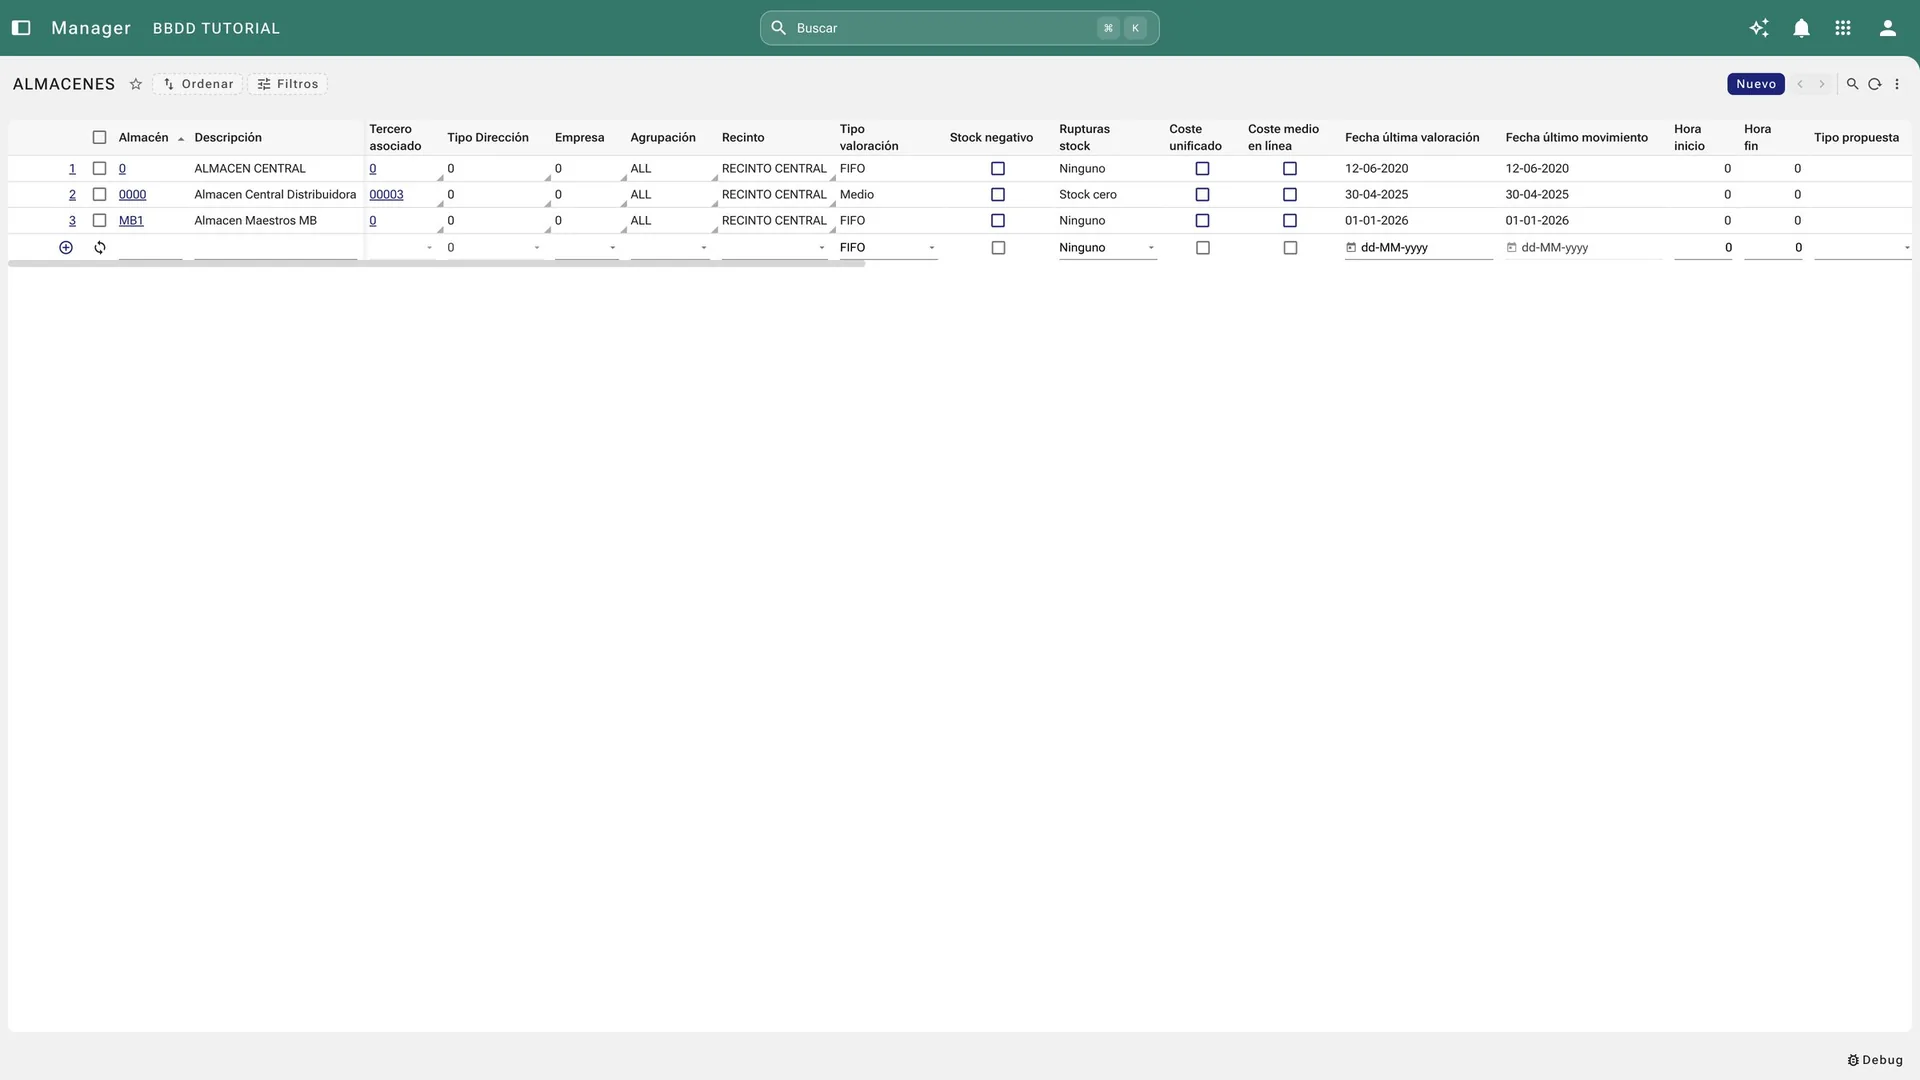 Manager BBDD TUTORIAL Buscar ⌘ K
ALMACENES Ordenar Filtros Nuevo
Almacén Descripción Tercero asociado Tipo Dirección Empresa Agrupación Recinto Tipo valoración Stock negativo Rupturas stock Coste unificado Coste medio en línea Fecha última valoración Fecha último movimiento Hora inicio Hora fin Tipo propuesta
1 0 ALMACEN CENTRAL 0 0 0 ALL RECINTO CENTRAL FIFO Ninguno 12-06-2020 12-06-2020 0 0
2 0000 Almacen Central Distribuidora 00003 0 0 ALL RECINTO CENTRAL Medio Stock cero 30-04-2025 30-04-2025 0 0
3 MB1 Almacen Maestros MB 0 0 0 ALL RECINTO CENTRAL FIFO Ninguno 01-01-2026 01-01-2026 0 0
0 FIFO Ninguno dd-MM-yyyy dd-MM-yyyy 0 0
Debug